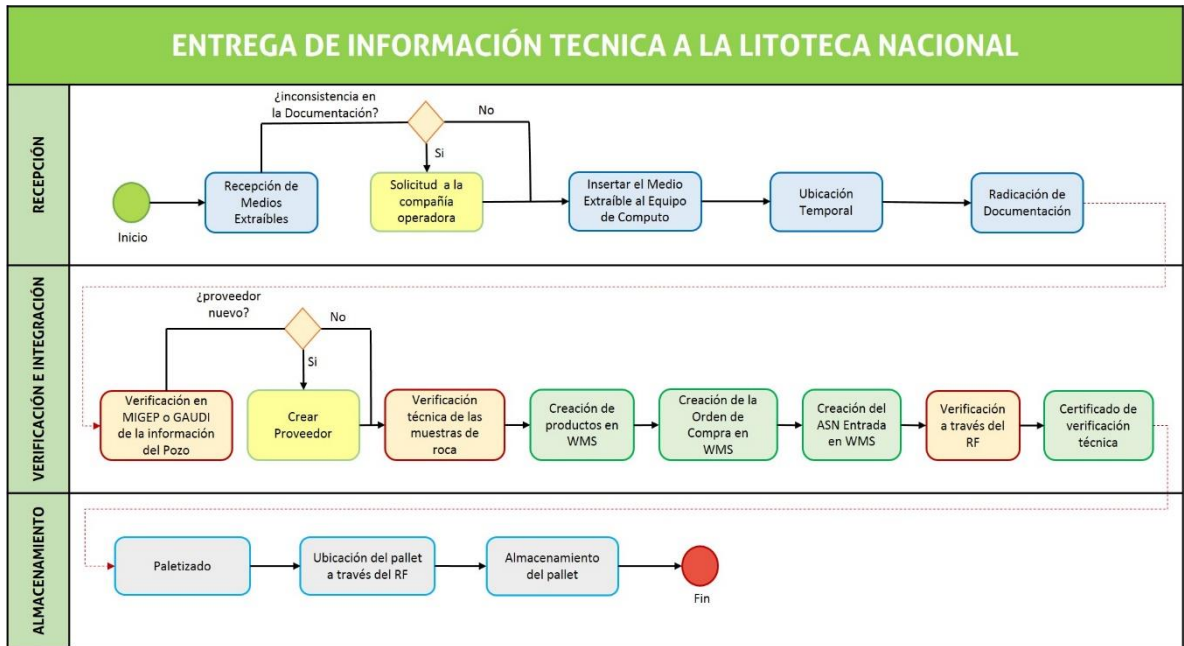 ENTREGA DE INFORMACIÓN TECNICA A LA LITOTECA NACIONAL
RECEPCIÓN
¿inconsistencia en
la Documentación?
No
Si
Inicio
Recepción de
Medios
Extraíbles
Solicitud a la
compañía
operadora
Insertar el Medio
Extraíble al Equipo
de Computo
Ubicación
Temporal
Radicación de
Documentación
VERIFICACIÓN E INTEGRACIÓN
¿proveedor
nuevo?
No
Si
Verificación en
MIGEP o GAUDI
de la información
del Pozo
Crear
Proveedor
Verificación
técnica de las
muestras de
roca
Creación de
productos en
WMS
Creación de la
Orden de
Compra en
WMS
Creación del
ASN Entrada
en WMS
Verificación
a través del
RF
Certificado de
verificación
técnica
ALMACENAMIENTO
Paletizado
Ubicación del pallet
a través del RF
Almacenamiento
del pallet
Fin